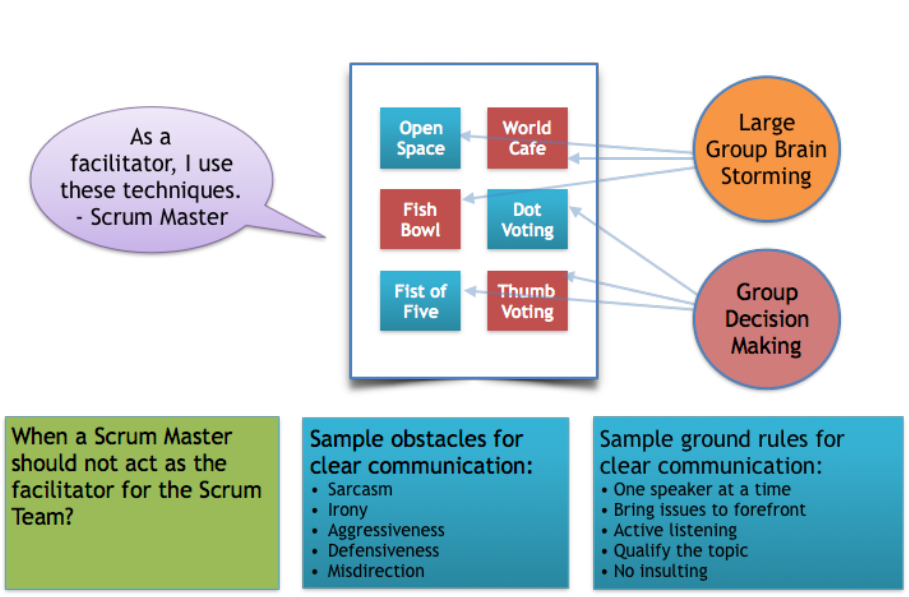 As a
facilitator, I use
these techniques.
- Scrum Master
Open
Space
World
Cafe
Fish
Bowl
Dot
Voting
Fist of
Five
Thumb
Voting
Large
Group Brain
Storming
Group
Decision
Making
When a Scrum Master
should not act as the
facilitator for the Scrum
Team?
Sample obstacles for
clear communication:
• Sarcasm
• Irony
• Aggressiveness
• Defensiveness
• Misdirection
Sample ground rules for
clear communication:
• One speaker at a time
• Bring issues to forefront
• Active listening
• Qualify the topic
• No insulting